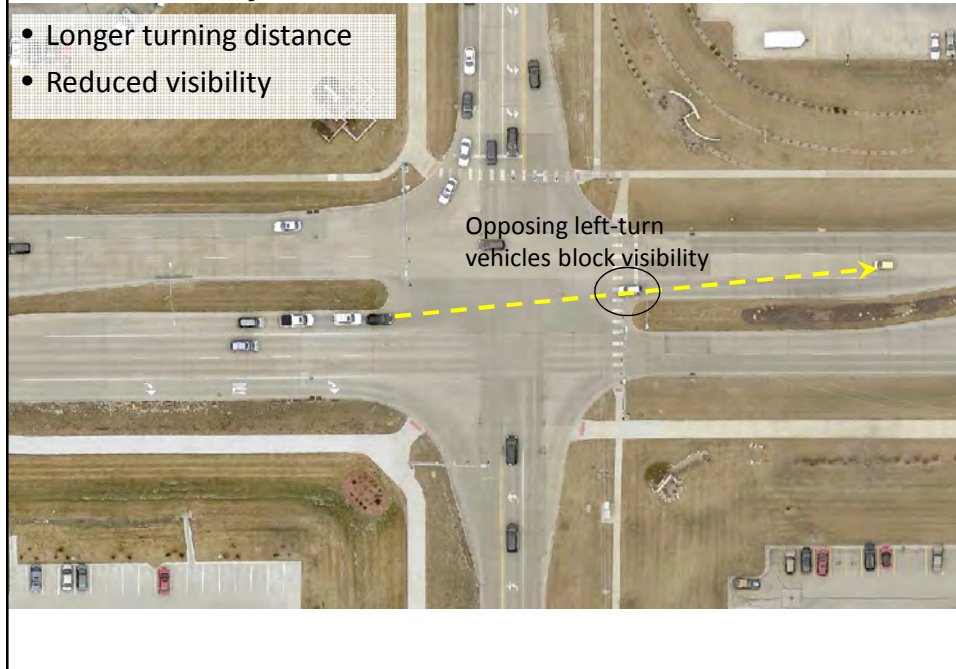 • Longer turning distance
• Reduced visibility
Opposing left-turn
vehicles block visibility